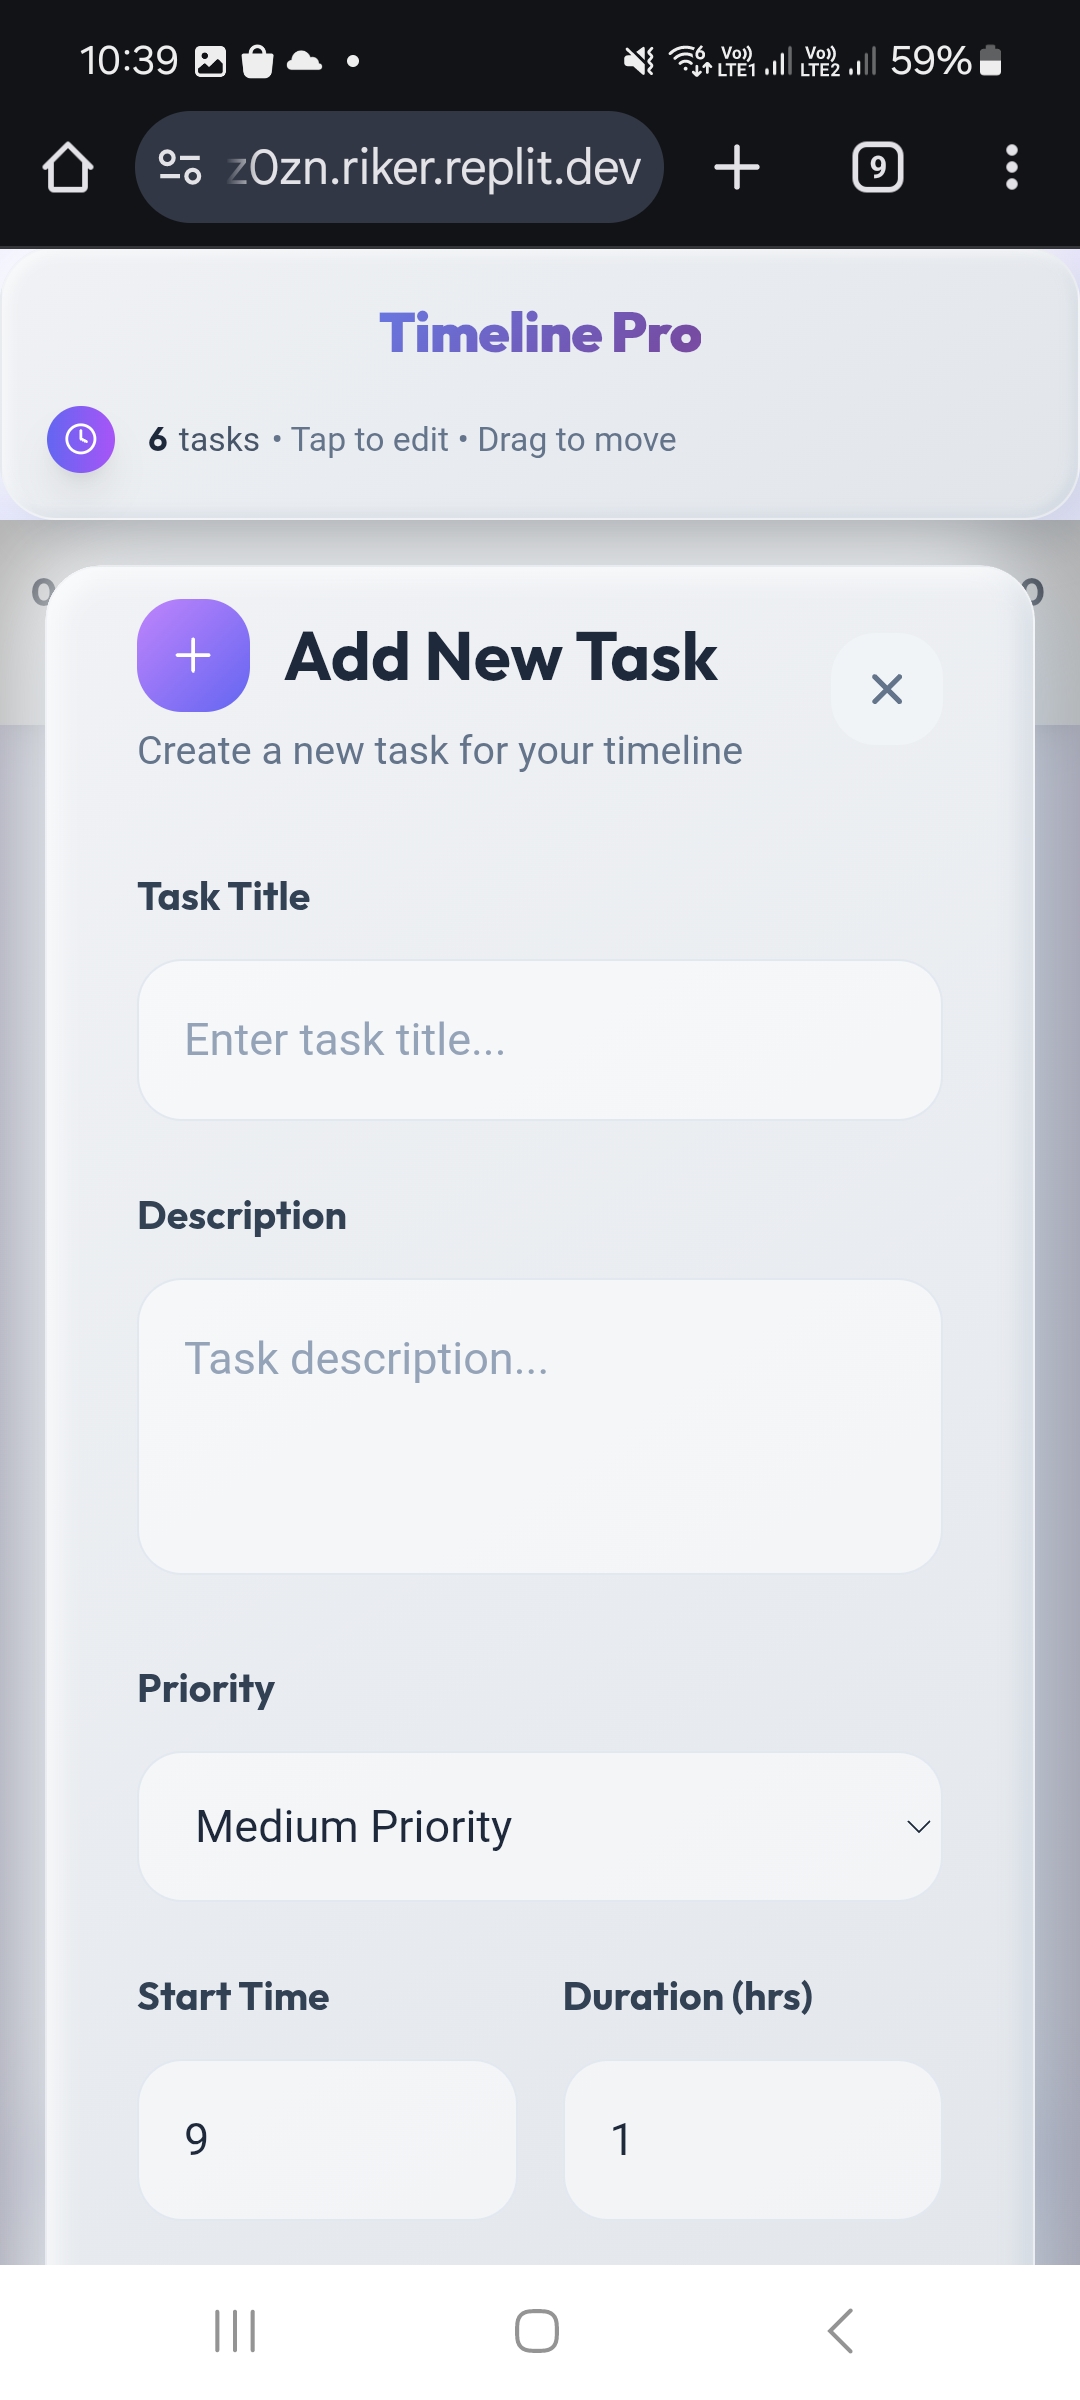 10:39
Vo)) LTE1
Vo)) LTE2
59%
z0zn.riker.replit.dev
9
Timeline Pro
6 tasks • Tap to edit • Drag to move
Add New Task
Create a new task for your timeline
Task Title
Enter task title...
Description
Task description...
Priority
Medium Priority
Start Time
Duration (hrs)
9
1